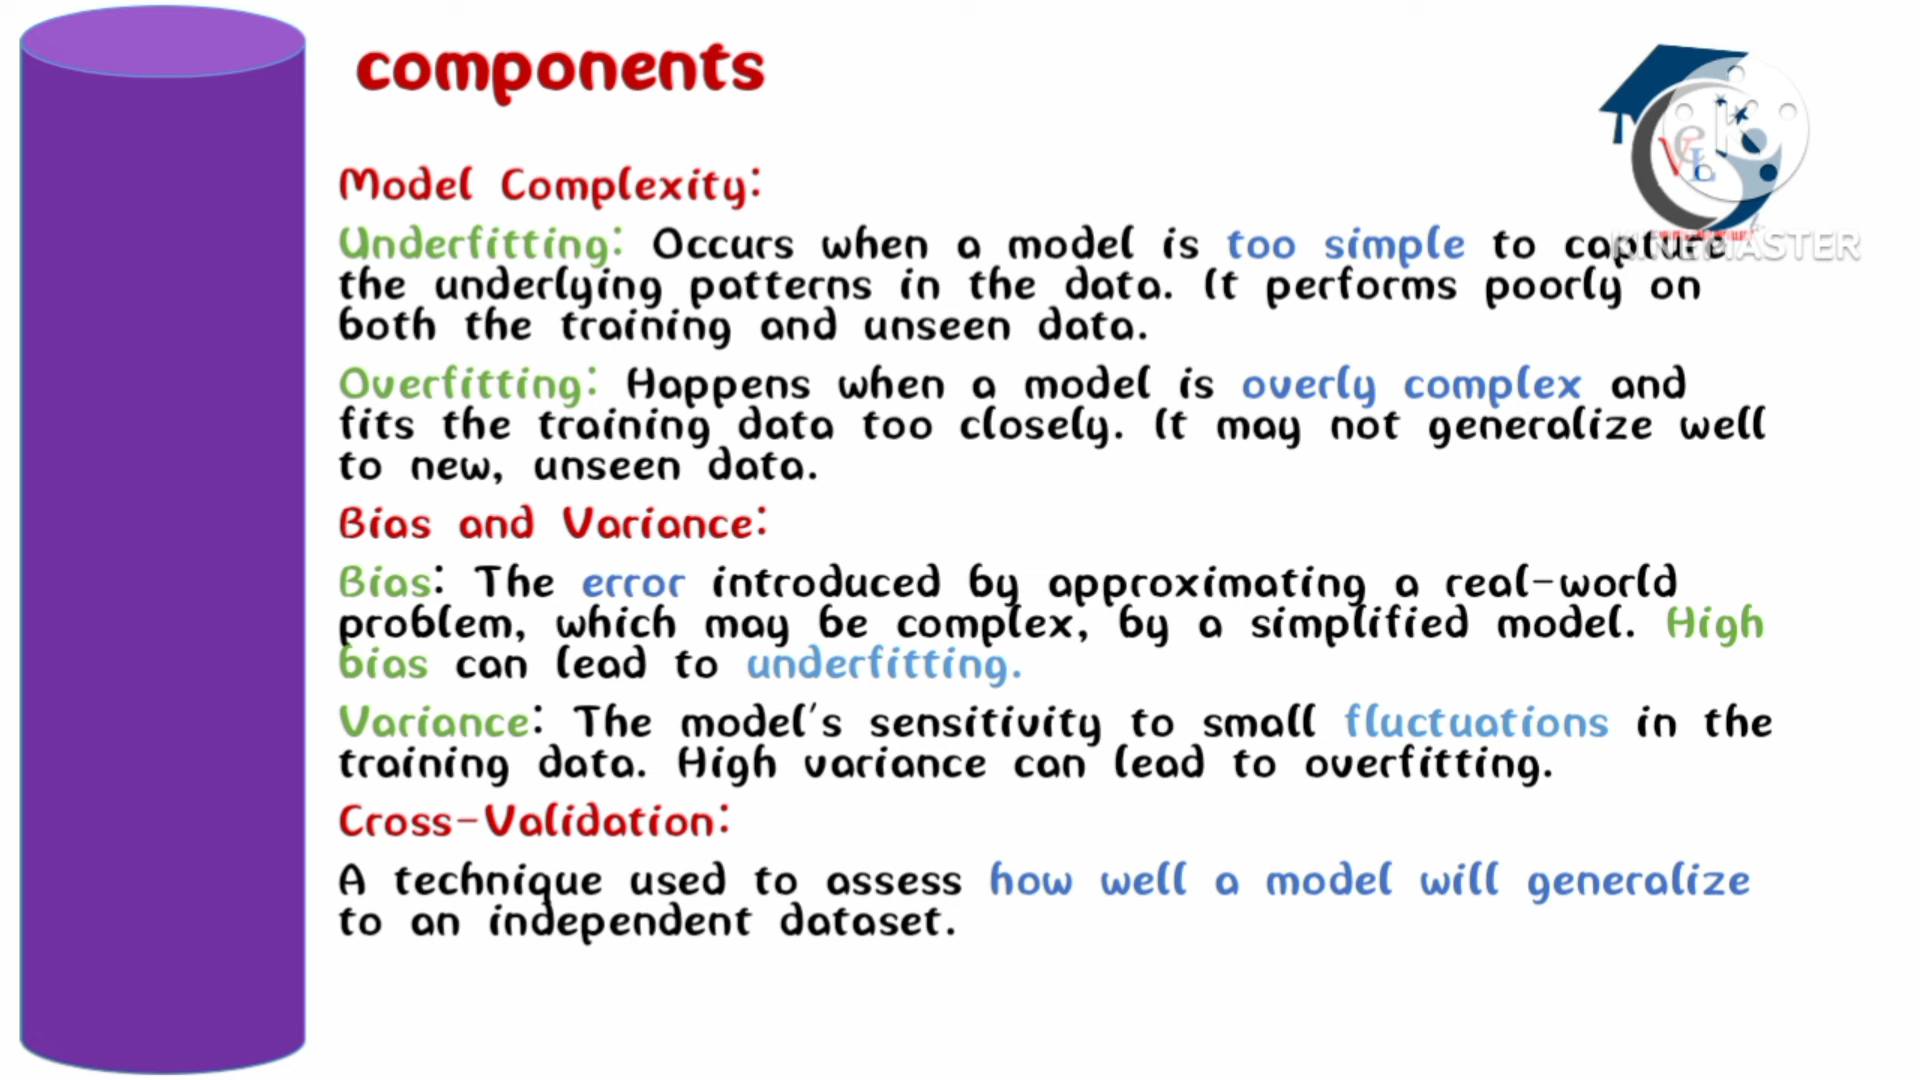 components
Model Complexity:
Underfitting: Occurs when a model is too simple to capture
the underlying patterns in the data. It performs poorly on
both the training and unseen data.
Overfitting: Happens when a model is overly complex and
fits the training data too closely. It may not generalize well
to new, unseen data.
Bias and Variance:
Bias: The error introduced by approximating a real-world
problem, which may be complex, by a simplified model. High
bias can lead to underfitting.
Variance: The model's sensitivity to small fluctuations in the
training data. High variance can lead to overfitting.
Cross-Validation:
A technique used to assess how well a model will generalize
to an independent dataset.
KINEMASTER